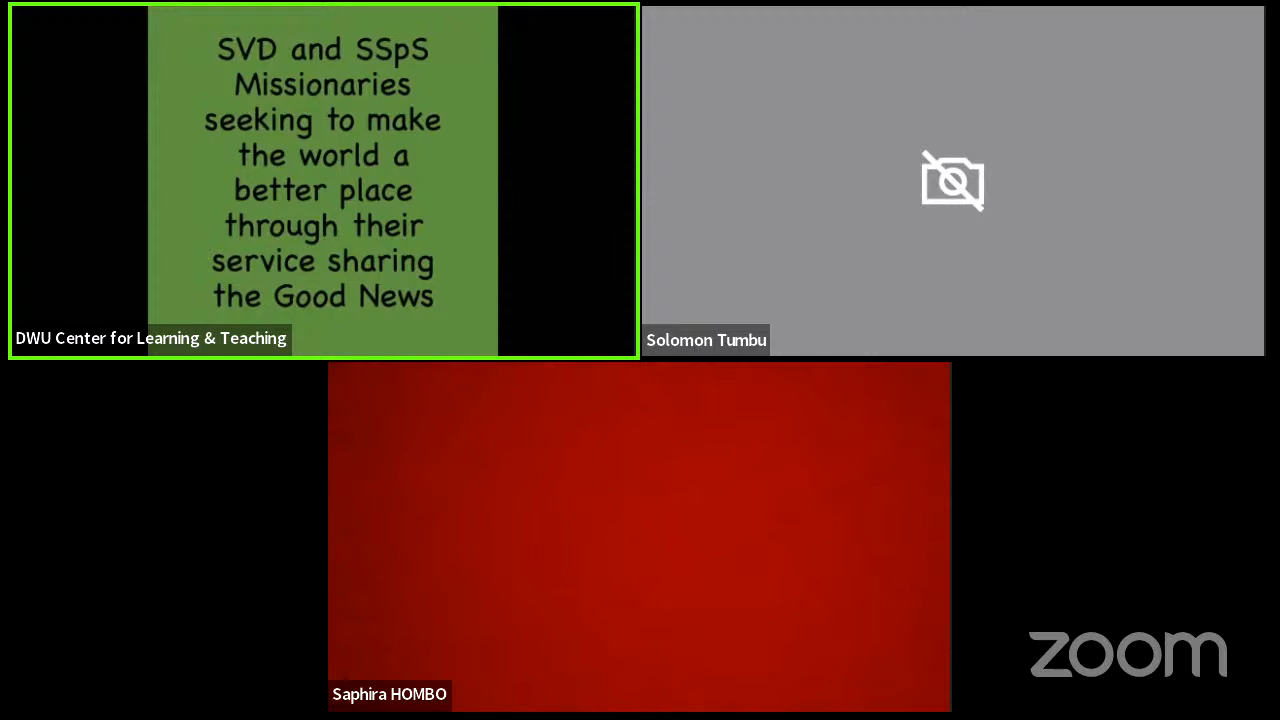 SVD and SSpS
Missionaries
seeking to make
the world a
better place
through their
service sharing
the Good News
DWU Center for Learning & Teaching
Solomon Tumbu
Saphira HOMBO
zoom